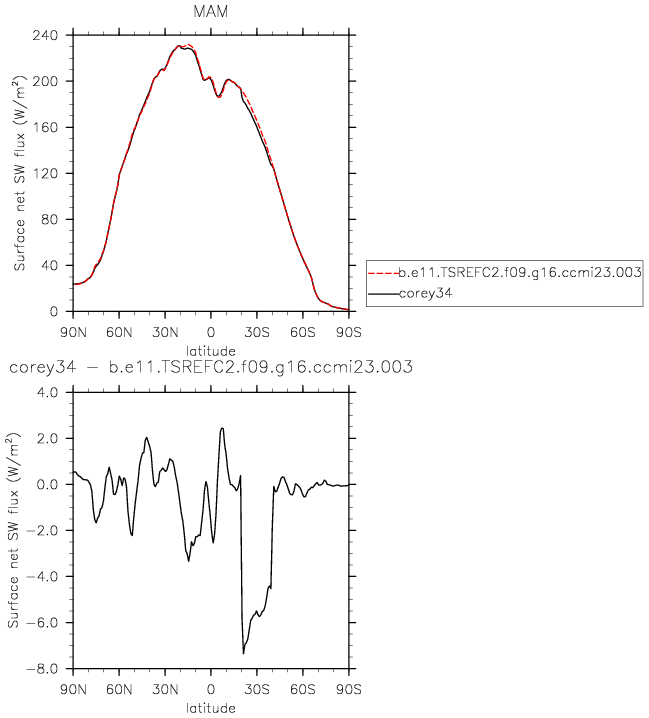 MAM
Surface net SW flux (W/m²)
240
200
160
120
80
40
0
90N 60N 30N 0 30S 60S 90S
latitude
b.e11.TSREFC2.f09.g16.ccmi23.003
corey34
corey34 − b.e11.TSREFC2.f09.g16.ccmi23.003
Surface net SW flux (W/m²)
4.0
2.0
0.0
−2.0
−4.0
−6.0
−8.0
90N 60N 30N 0 30S 60S 90S
latitude